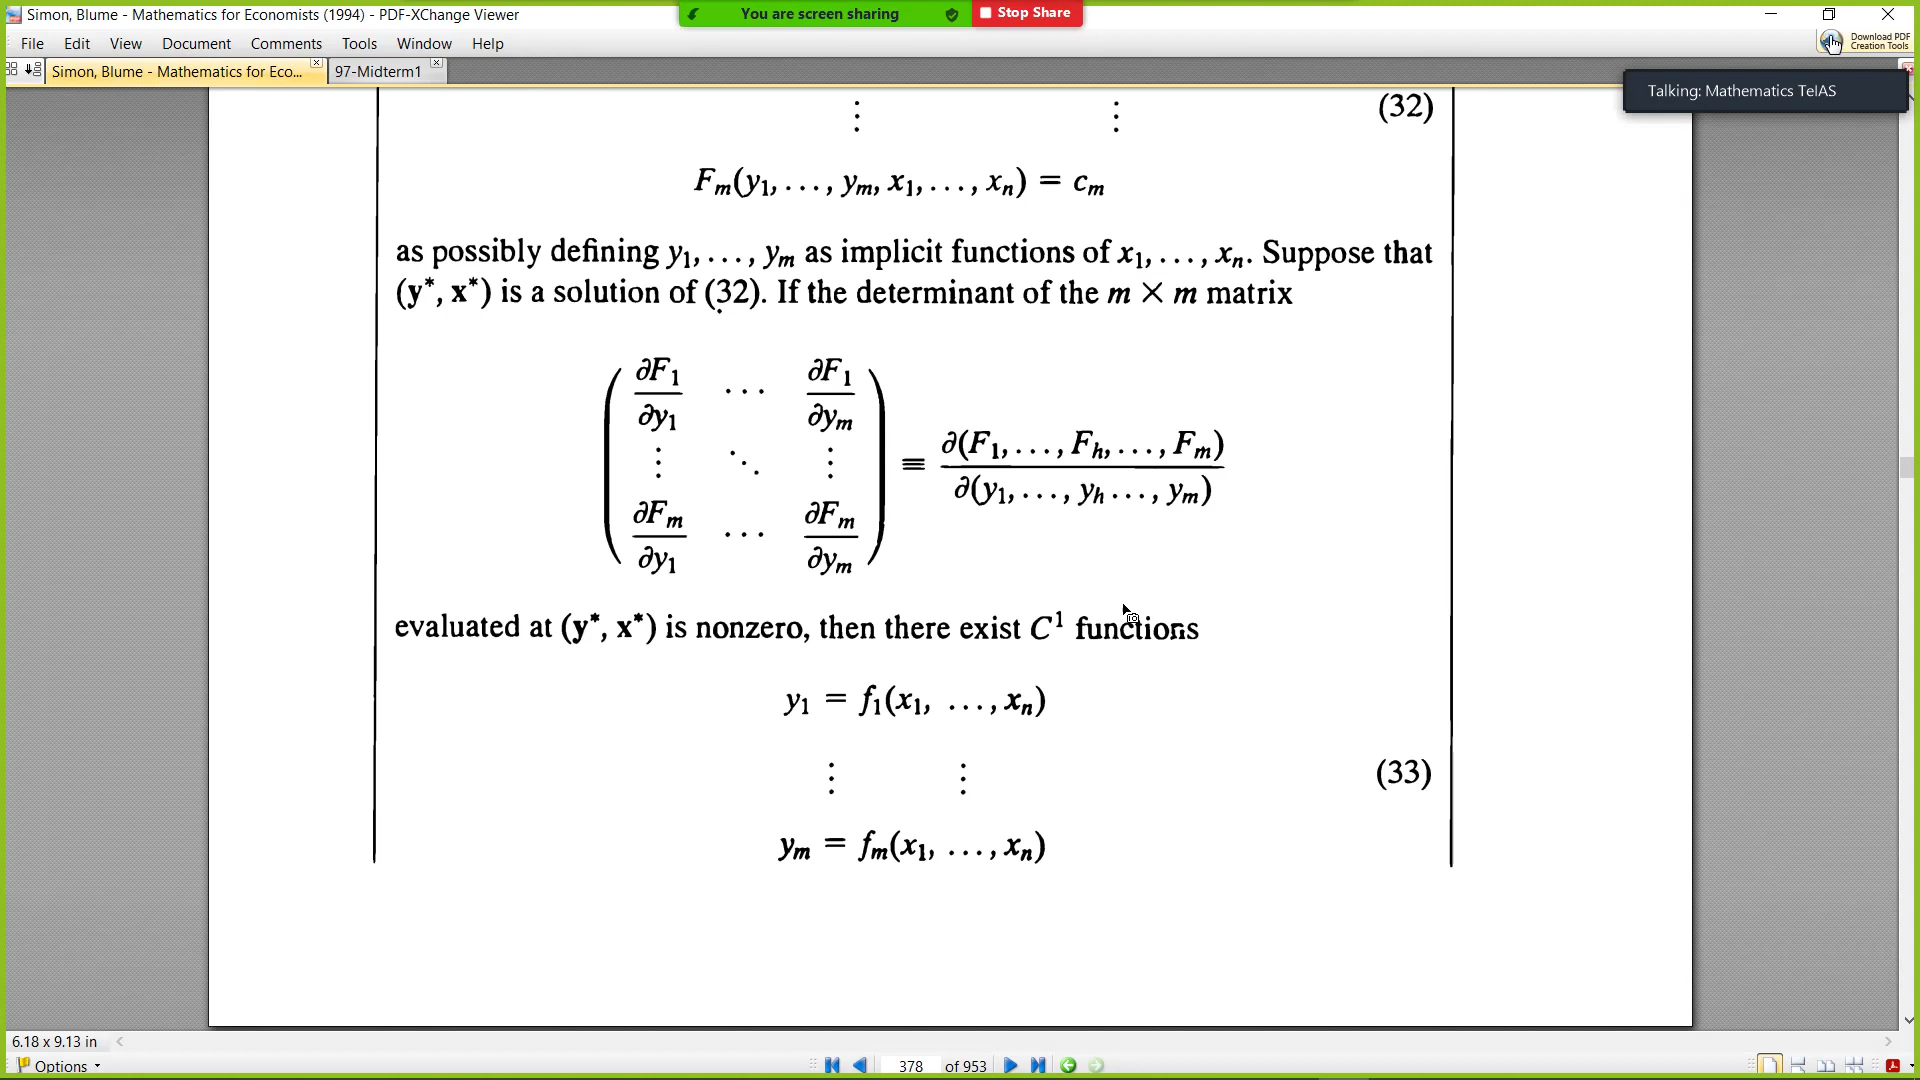 Simon, Blume - Mathematics for Economists (1994) - PDF-XChange Viewer
You are screen sharing
Stop Share
File Edit View Document Comments Tools Window Help
Download PDF
Creation Tools
Simon, Blume - Mathematics for Eco...
97-Midterm1
Talking: Mathematics TeIAS
⋮ ⋮ (32)
Fₘ(y₁, . . . , yₘ, x₁, . . . , xₙ) = cₘ
as possibly defining y₁, . . . , yₘ as implicit functions of x₁, . . . , xₙ. Suppose that
(y*, x*) is a solution of (32). If the determinant of the m × m matrix
( ∂F₁/∂y₁ · · · ∂F₁/∂yₘ
⋮ ⋱ ⋮
∂Fₘ/∂y₁ · · · ∂Fₘ/∂yₘ ) ≡ ∂(F₁, . . . , Fₕ, . . . , Fₘ)/∂(y₁, . . . , yₕ . . . , yₘ)
evaluated at (y*, x*) is nonzero, then there exist C¹ functions
y₁ = f₁(x₁, . . . , xₙ)
⋮ ⋮ (33)
yₘ = fₘ(x₁, . . . , xₙ)
6.18 x 9.13 in
Options
378 of 953